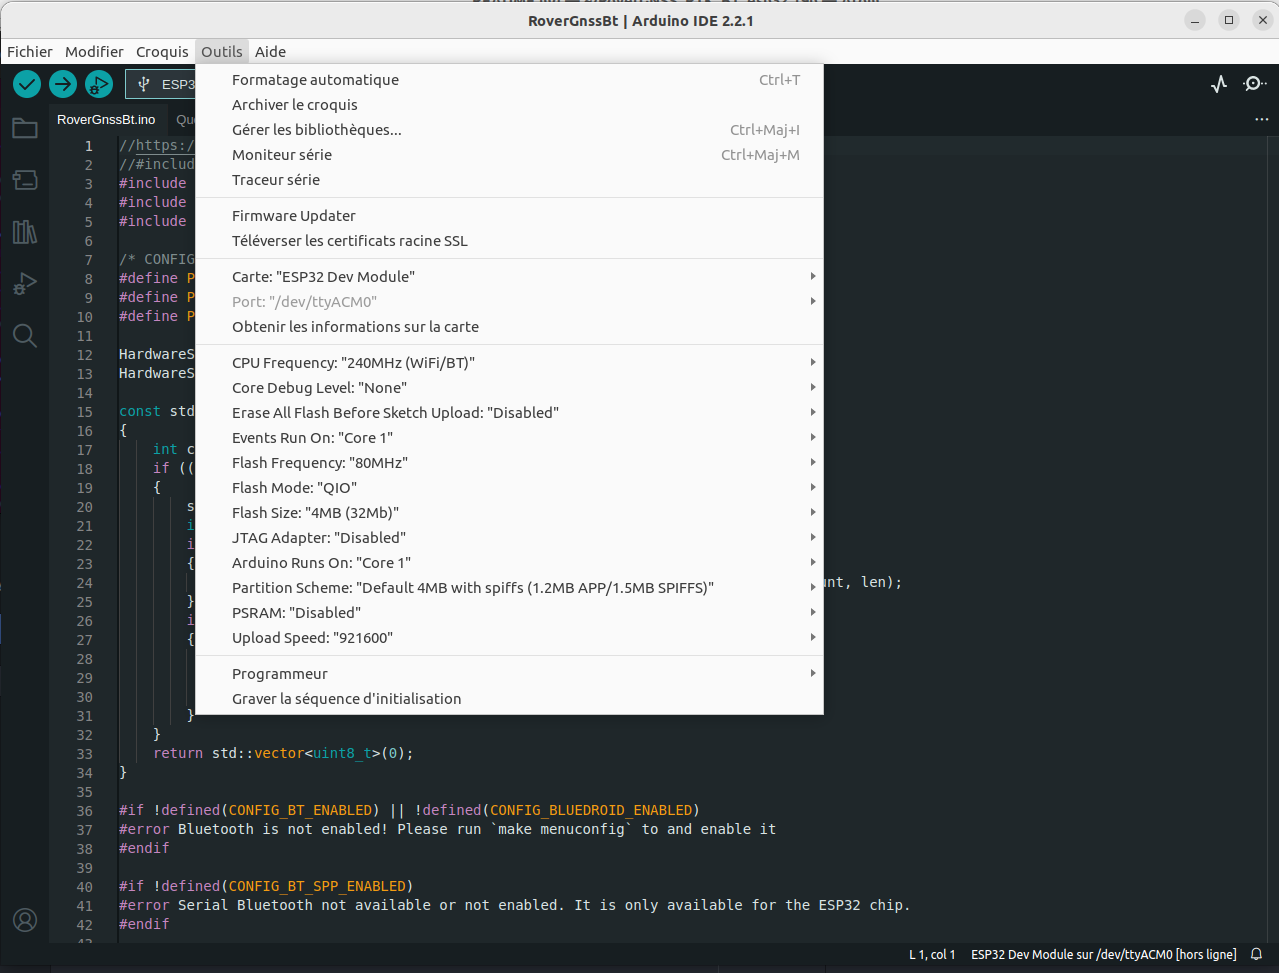 RoverGnssBt | Arduino IDE 2.2.1
Fichier Modifier Croquis Outils Aide
ESP3
RoverGnssBt.ino Que
Formatage automatique Ctrl+T
Archiver le croquis
Gérer les bibliothèques... Ctrl+Maj+I
Moniteur série Ctrl+Maj+M
Traceur série
Firmware Updater
Téléverser les certificats racine SSL
Carte: "ESP32 Dev Module"
Port: "/dev/ttyACM0"
Obtenir les informations sur la carte
CPU Frequency: "240MHz (WiFi/BT)"
Core Debug Level: "None"
Erase All Flash Before Sketch Upload: "Disabled"
Events Run On: "Core 1"
Flash Frequency: "80MHz"
Flash Mode: "QIO"
Flash Size: "4MB (32Mb)"
JTAG Adapter: "Disabled"
Arduino Runs On: "Core 1"
Partition Scheme: "Default 4MB with spiffs (1.2MB APP/1.5MB SPIFFS)"
PSRAM: "Disabled"
Upload Speed: "921600"
Programmeur
Graver la séquence d'initialisation
1 //https:/
2 //#includ
3 #include
4 #include
5 #include
6
7 /* CONFIG
8 #define P
9 #define P
10 #define P
11
12 HardwareS
13 HardwareS
14
15 const std
16 {
17 int c
18 if ((
19 {
20 s
21 i
22 i
23 {
24 unt, len);
25 }
26 i
27 {
28
29
30
31 }
32 }
33 return std::vector<uint8_t>(0);
34 }
35
36 #if !defined(CONFIG_BT_ENABLED) || !defined(CONFIG_BLUEDROID_ENABLED)
37 #error Bluetooth is not enabled! Please run `make menuconfig` to and enable it
38 #endif
39
40 #if !defined(CONFIG_BT_SPP_ENABLED)
41 #error Serial Bluetooth not available or not enabled. It is only available for the ESP32 chip.
42 #endif
L 1, col 1 ESP32 Dev Module sur /dev/ttyACM0 [hors ligne]